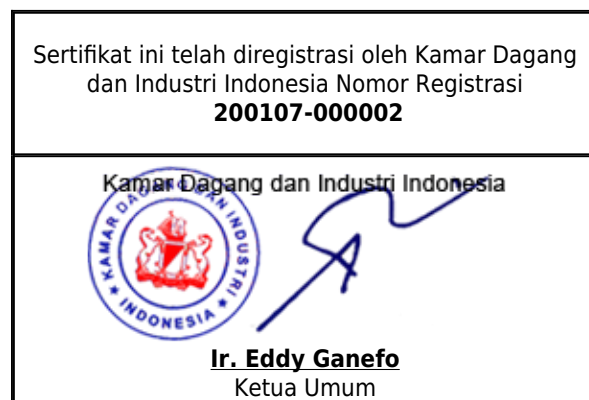 Sertifikat ini telah diregistrasi oleh Kamar Dagang
dan Industri Indonesia Nomor Registrasi
200107-000002
Kamar Dagang dan Industri Indonesia
KAMAR DAGANG DAN INDUSTRI
INDONESIA
Ir. Eddy Ganefo
Ketua Umum